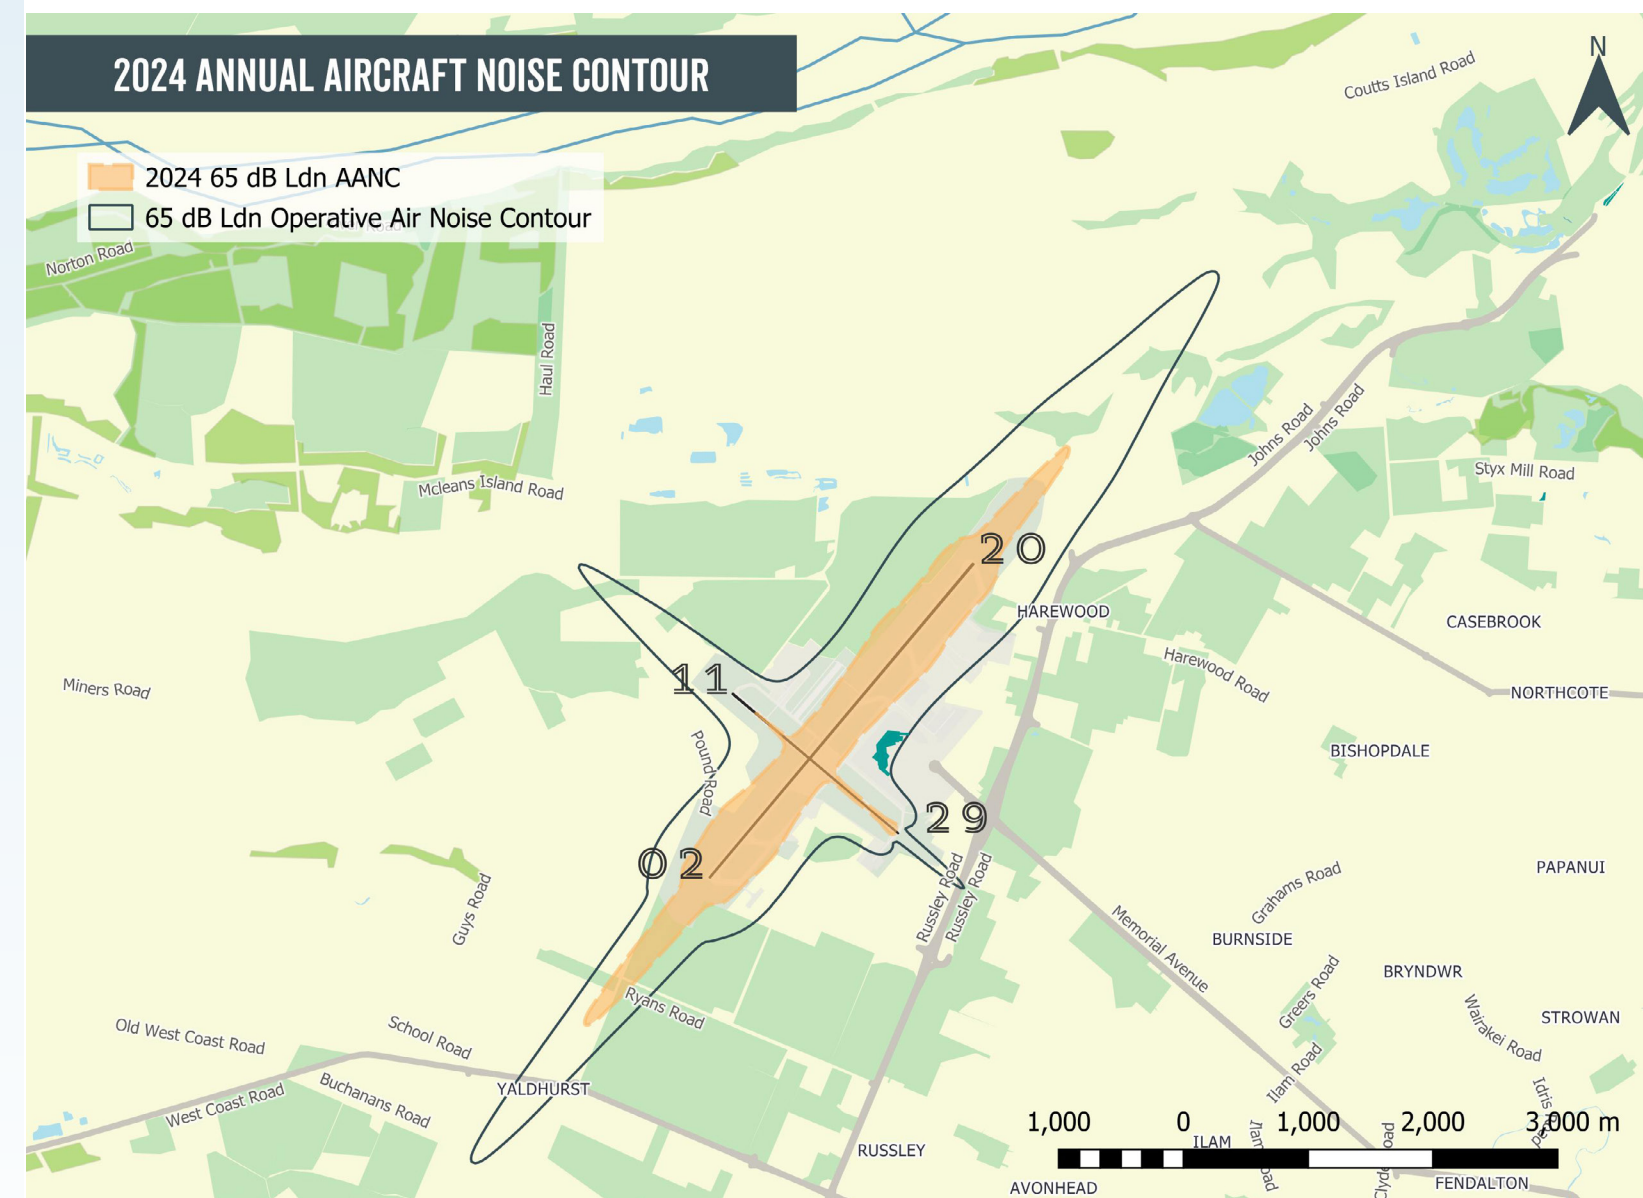 2024 ANNUAL AIRCRAFT NOISE CONTOUR
N
Coutts Island Road
2024 65 dB Ldn AANC
65 dB Ldn Operative Air Noise Contour
Norton Road
Haul Road
Johns Road
Johns Road
Styx Mill Road
Mcleans Island Road
20
HAREWOOD
CASEBROOK
Harewood Road
11
Miners Road
NORTHCOTE
Pound Road
BISHOPDALE
29
02
PAPANUI
Russley Road
Russley Road
Grahams Road
Guys Road
Memorial Avenue
BURNSIDE
BRYNDWR
Greers Road
Ryans Road
Wairakei Road
STROWAN
Old West Coast Road
School Road
Ilam Road
YALDHURST
Buchanans Road
West Coast Road
Idris
1,000 0 1,000 2,000 3,000 m
ILAM
RUSSLEY
AVONHEAD
FENDALTON